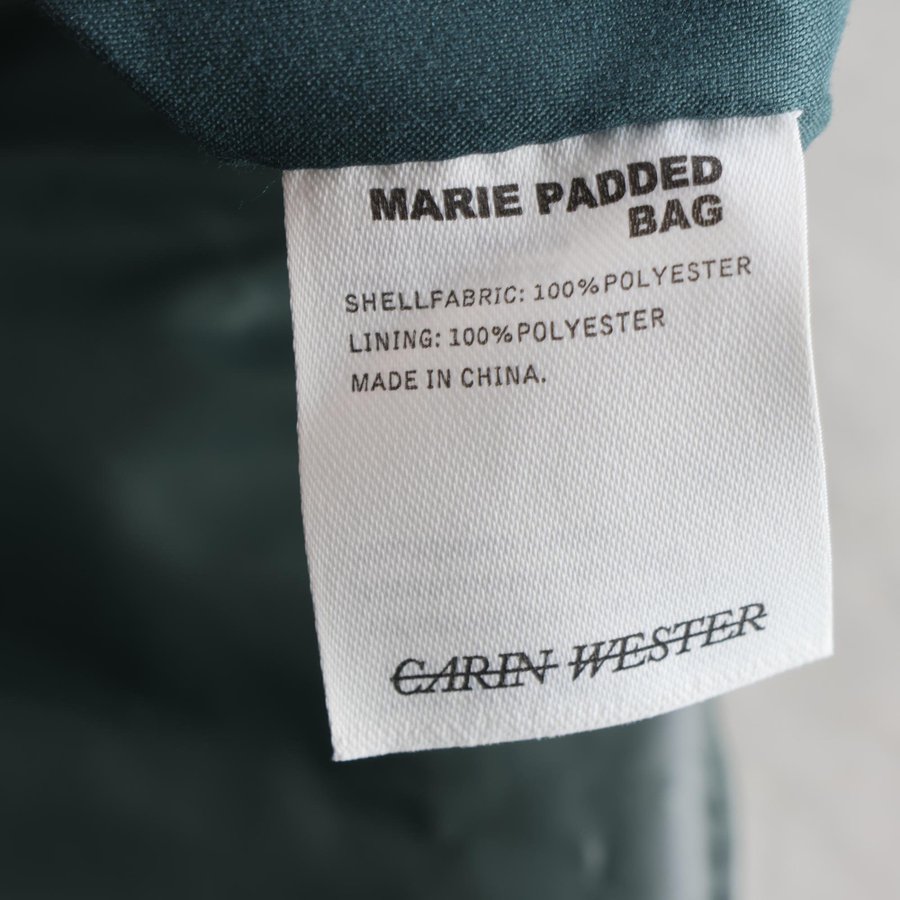 MARIE PADDED
BAG
SHELLFABRIC: 100%POLYESTER
LINING: 100%POLYESTER
MADE IN CHINA.
CARIN WESTER